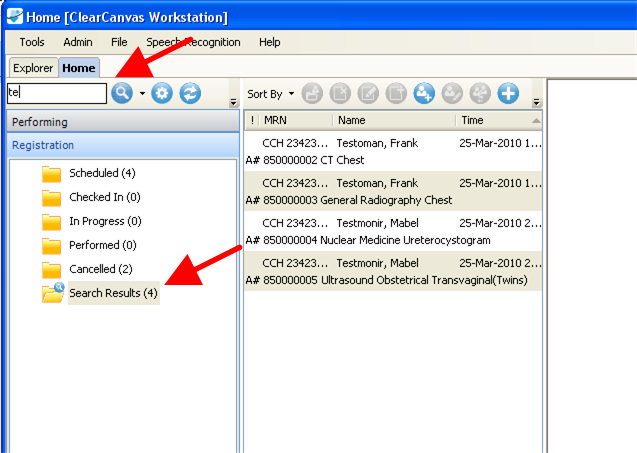 Home [ClearCanvas Workstation]
Tools Admin File Speech Recognition Help
Explorer Home
te
Sort By
Performing
Registration
Scheduled (4)
Checked In (0)
In Progress (0)
Performed (0)
Cancelled (2)
Search Results (4)
! MRN Name Time
CCH 23423... Testoman, Frank 25-Mar-2010 1...
A# 850000002 CT Chest
CCH 23423... Testoman, Frank 25-Mar-2010 1...
A# 850000003 General Radiography Chest
CCH 23423... Testmonir, Mabel 25-Mar-2010 2...
A# 850000004 Nuclear Medicine Ureterocystogram
CCH 23423... Testmonir, Mabel 25-Mar-2010 2...
A# 850000005 Ultrasound Obstetrical Transvaginal(Twins)